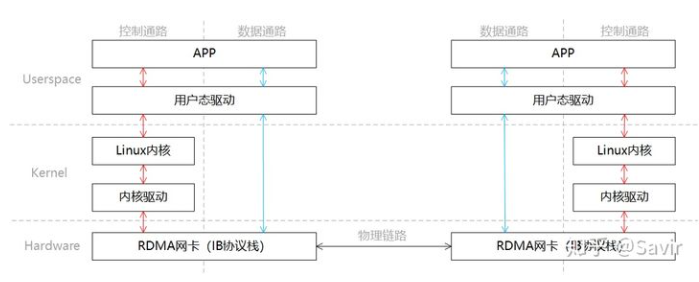 控制通路 数据通路 数据通路 控制通路
APP APP
Userspace
用户态驱动 用户态驱动
Linux内核 Linux内核
Kernel
内核驱动 内核驱动
物理链路
Hardware RDMA网卡（IB协议栈） RDMA网卡（IB协议栈）
知乎 @Savir